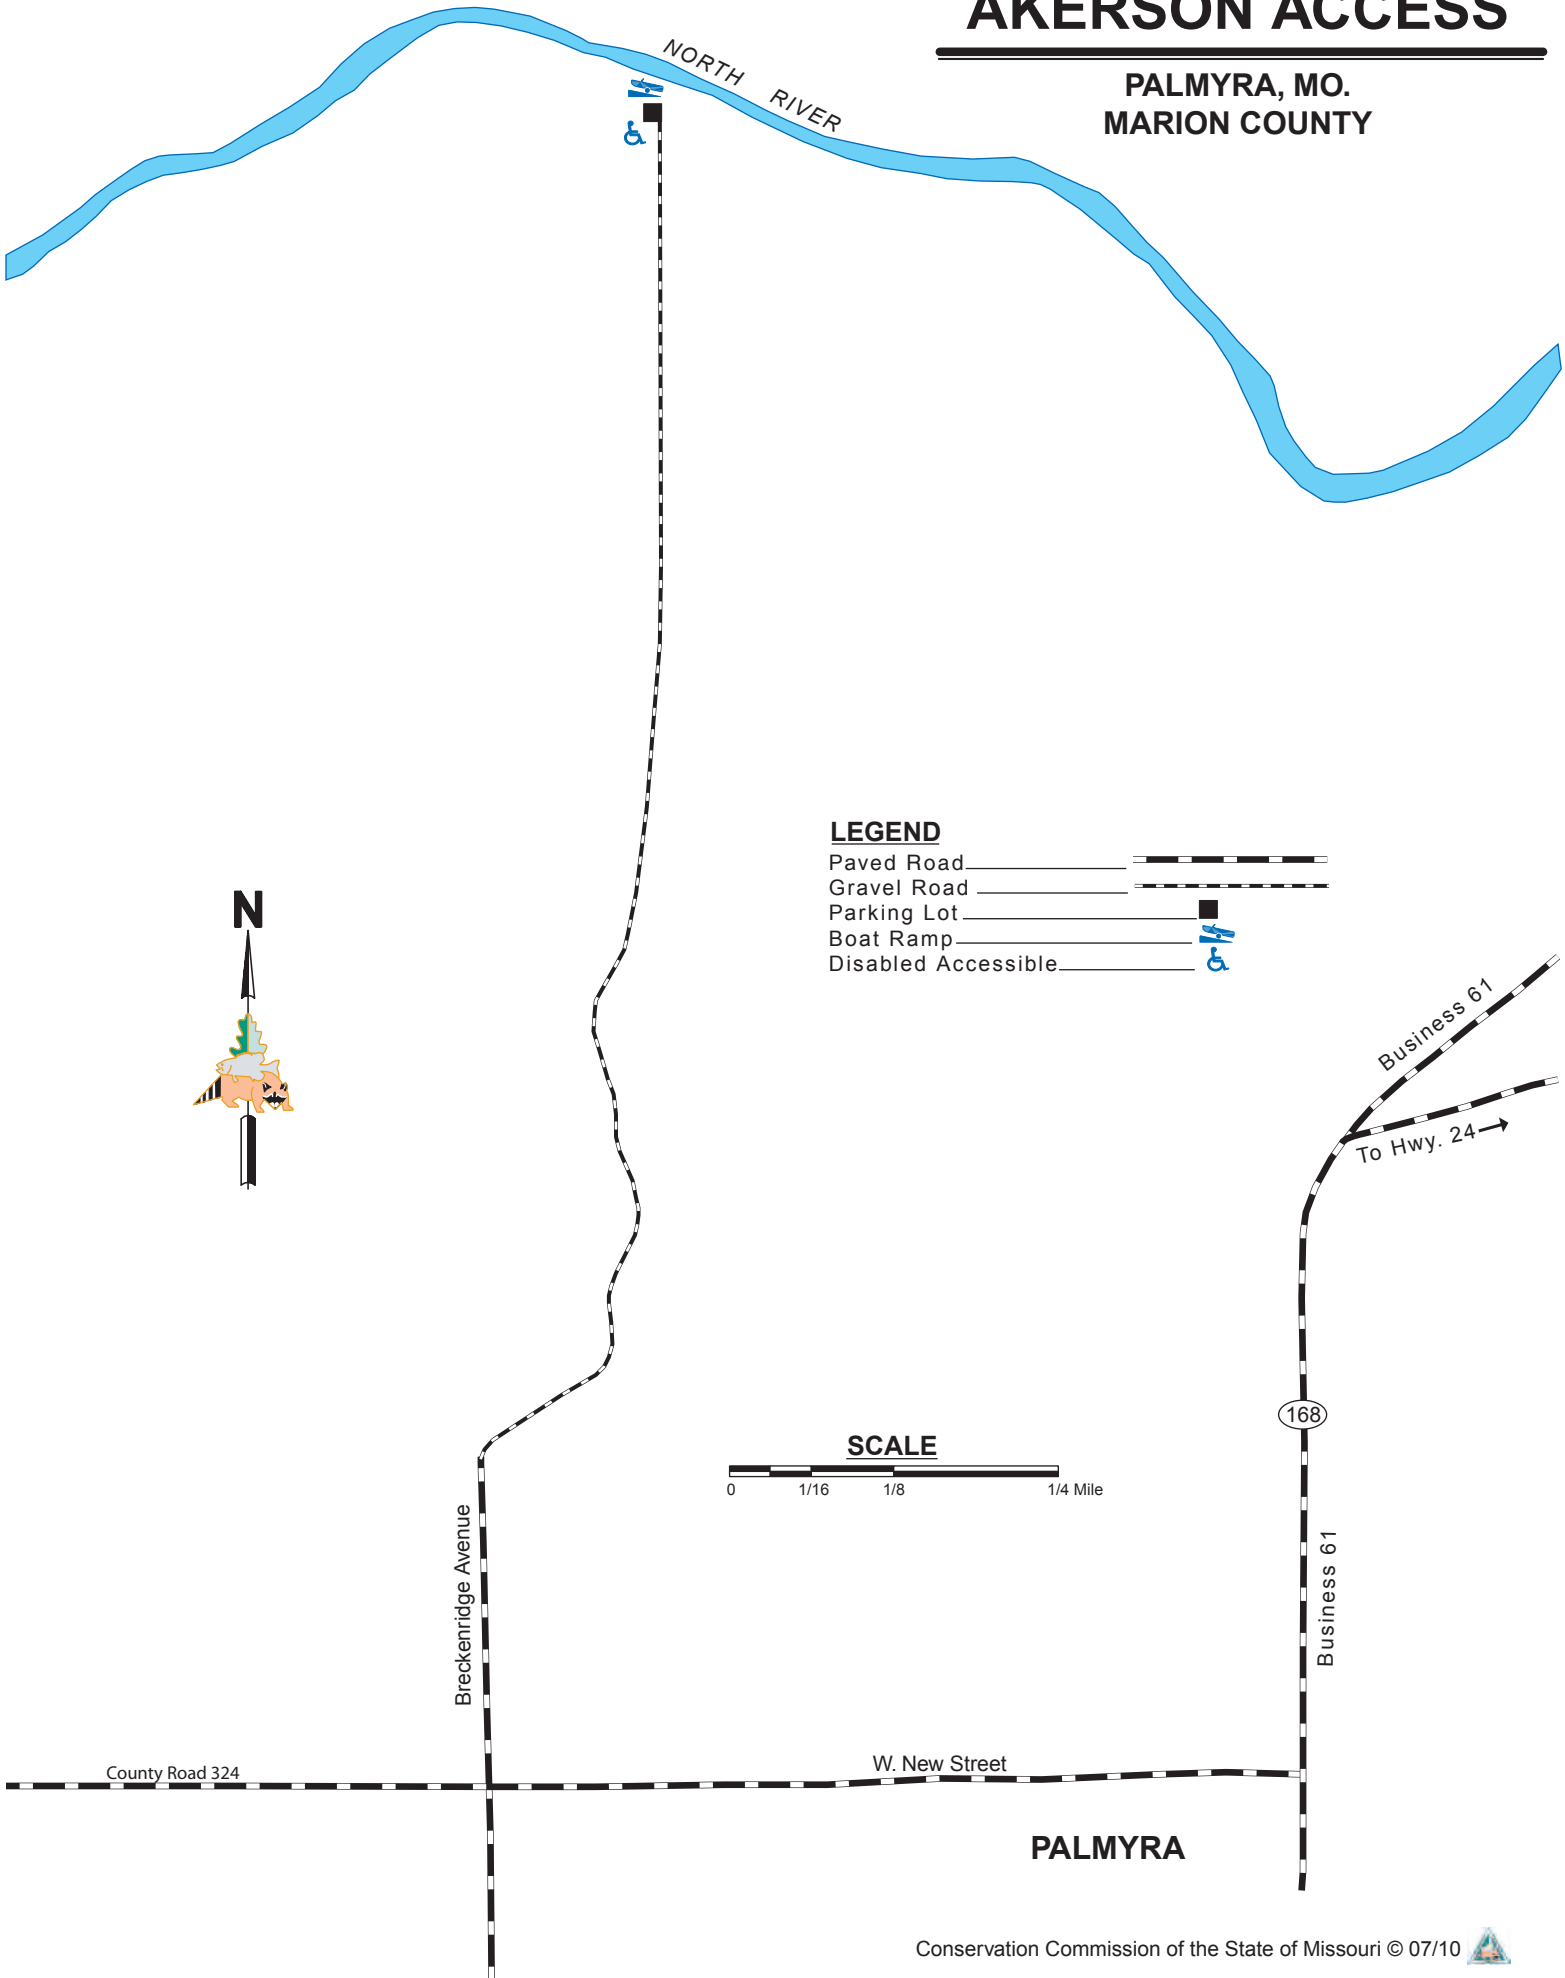 AKERSON ACCESS
PALMYRA, MO.
MARION COUNTY
NORTH RIVER
LEGEND
Paved Road
Gravel Road
Parking Lot
Boat Ramp
Disabled Accessible
N
Business 61
To Hwy. 24
168
SCALE
0 1/16 1/8 1/4 Mile
Breckenridge Avenue
Business 61
County Road 324
W. New Street
PALMYRA
Conservation Commission of the State of Missouri © 07/10